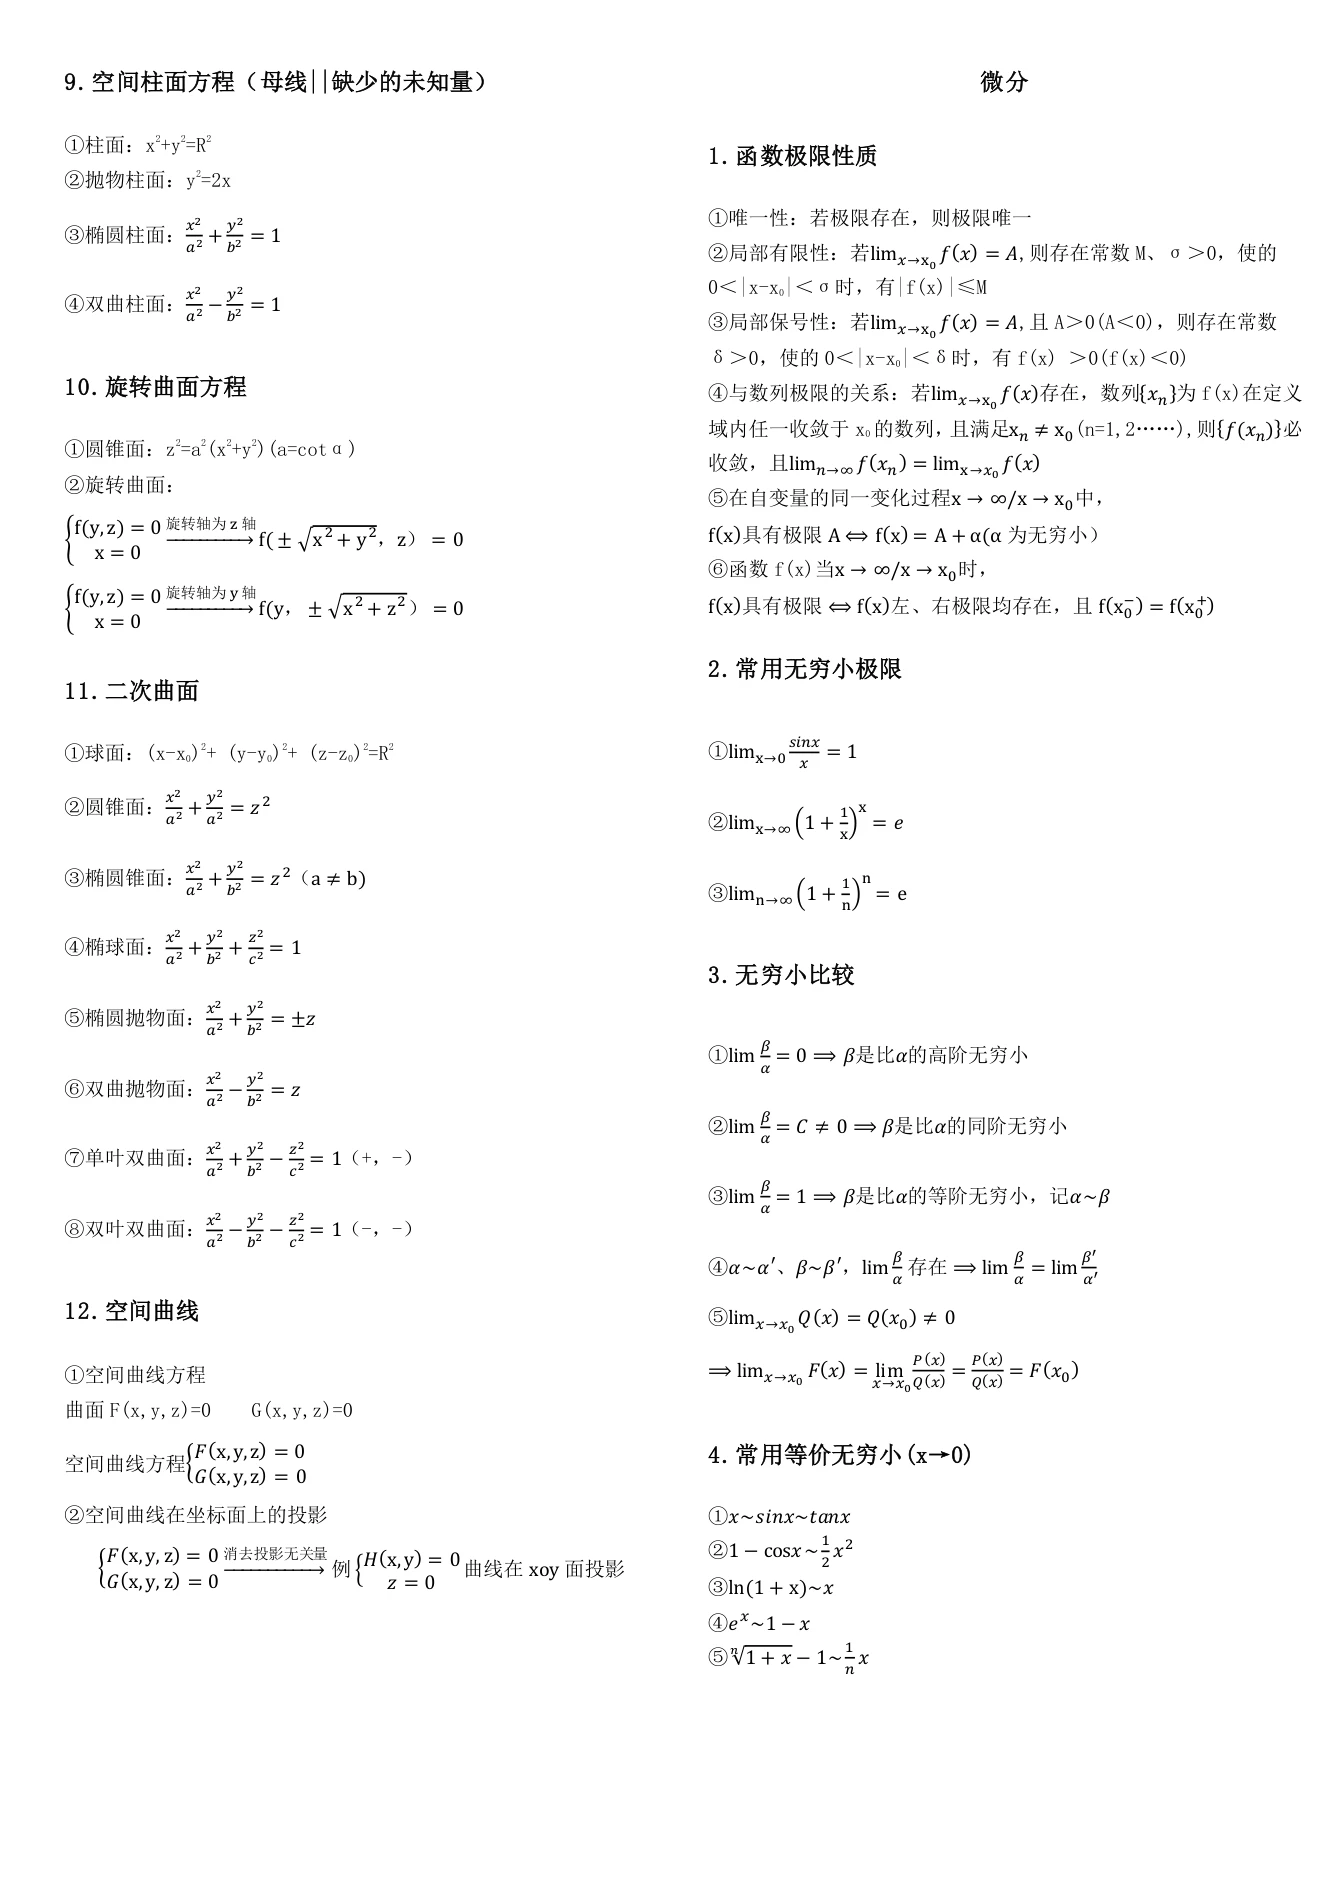 9.空间柱面方程（母线||缺少的未知量）
①柱面：x²+y²=R²
②抛物柱面：y²=2x
③椭圆柱面：x²/a² + y²/b² = 1
④双曲柱面：x²/a² − y²/b² = 1
10.旋转曲面方程
①圆锥面：z²=a²(x²+y²)(a=cotα)
②旋转曲面：
{f(y,z) = 0, x = 0 —旋转轴为 z 轴→ f(±√(x²+y²)，z）= 0
{f(y,z) = 0, x = 0 —旋转轴为 y 轴→ f(y，±√(x²+z²)）= 0
11.二次曲面
①球面：(x-x₀)²+ (y-y₀)²+ (z-z₀)²=R²
②圆锥面：x²/a² + y²/a² = z²
③椭圆锥面：x²/a² + y²/b² = z²（a ≠ b)
④椭球面：x²/a² + y²/b² + z²/c² = 1
⑤椭圆抛物面：x²/a² + y²/b² = ±z
⑥双曲抛物面：x²/a² − y²/b² = z
⑦单叶双曲面：x²/a² + y²/b² − z²/c² = 1（+，-）
⑧双叶双曲面：x²/a² − y²/b² − z²/c² = 1（-，-）
12.空间曲线
①空间曲线方程
曲面 F(x,y,z)=0 G(x,y,z)=0
空间曲线方程{F(x,y,z) = 0, G(x,y,z) = 0
②空间曲线在坐标面上的投影
{F(x,y,z) = 0, G(x,y,z) = 0 —消去投影无关量→ 例 {H(x,y) = 0, z = 0 曲线在 xoy 面投影
微分
1.函数极限性质
①唯一性：若极限存在，则极限唯一
②局部有限性：若lim_{x→x₀} f(x) = A,则存在常数 M、σ＞0，使的
0＜|x-x₀|＜σ时，有|f(x)|≤M
③局部保号性：若lim_{x→x₀} f(x) = A,且 A＞0(A＜0)，则存在常数
δ＞0，使的 0＜|x-x₀|＜δ时，有 f(x) ＞0(f(x)＜0)
④与数列极限的关系：若lim_{x→x₀} f(x)存在，数列{xₙ}为 f(x)在定义
域内任一收敛于 x₀ 的数列，且满足xₙ ≠ x₀(n=1,2……),则{f(xₙ)}必
收敛，且lim_{n→∞} f(xₙ) = lim_{x→x₀} f(x)
⑤在自变量的同一变化过程x → ∞/x → x₀中，
f(x)具有极限 A ⟺ f(x) = A + α(α 为无穷小）
⑥函数 f(x)当x → ∞/x → x₀时，
f(x)具有极限 ⟺ f(x)左、右极限均存在，且 f(x₀⁻) = f(x₀⁺)
2.常用无穷小极限
①lim_{x→0} sinx/x = 1
②lim_{x→∞} (1 + 1/x)^x = e
③lim_{n→∞} (1 + 1/n)^n = e
3.无穷小比较
①lim β/α = 0 ⟹ β是比α的高阶无穷小
②lim β/α = C ≠ 0 ⟹ β是比α的同阶无穷小
③lim β/α = 1 ⟹ β是比α的等阶无穷小，记α~β
④α~α′、β~β′，lim β/α 存在 ⟹ lim β/α = lim β′/α′
⑤lim_{x→x₀} Q(x) = Q(x₀) ≠ 0
⟹ lim_{x→x₀} F(x) = lim_{x→x₀} P(x)/Q(x) = P(x)/Q(x) = F(x₀)
4.常用等价无穷小(x→0)
①x~sinx~tanx
②1 − cosx ~ 1/2 x²
③ln(1 + x)~x
④eˣ~1 − x
⑤ⁿ√(1 + x) − 1~ 1/n x